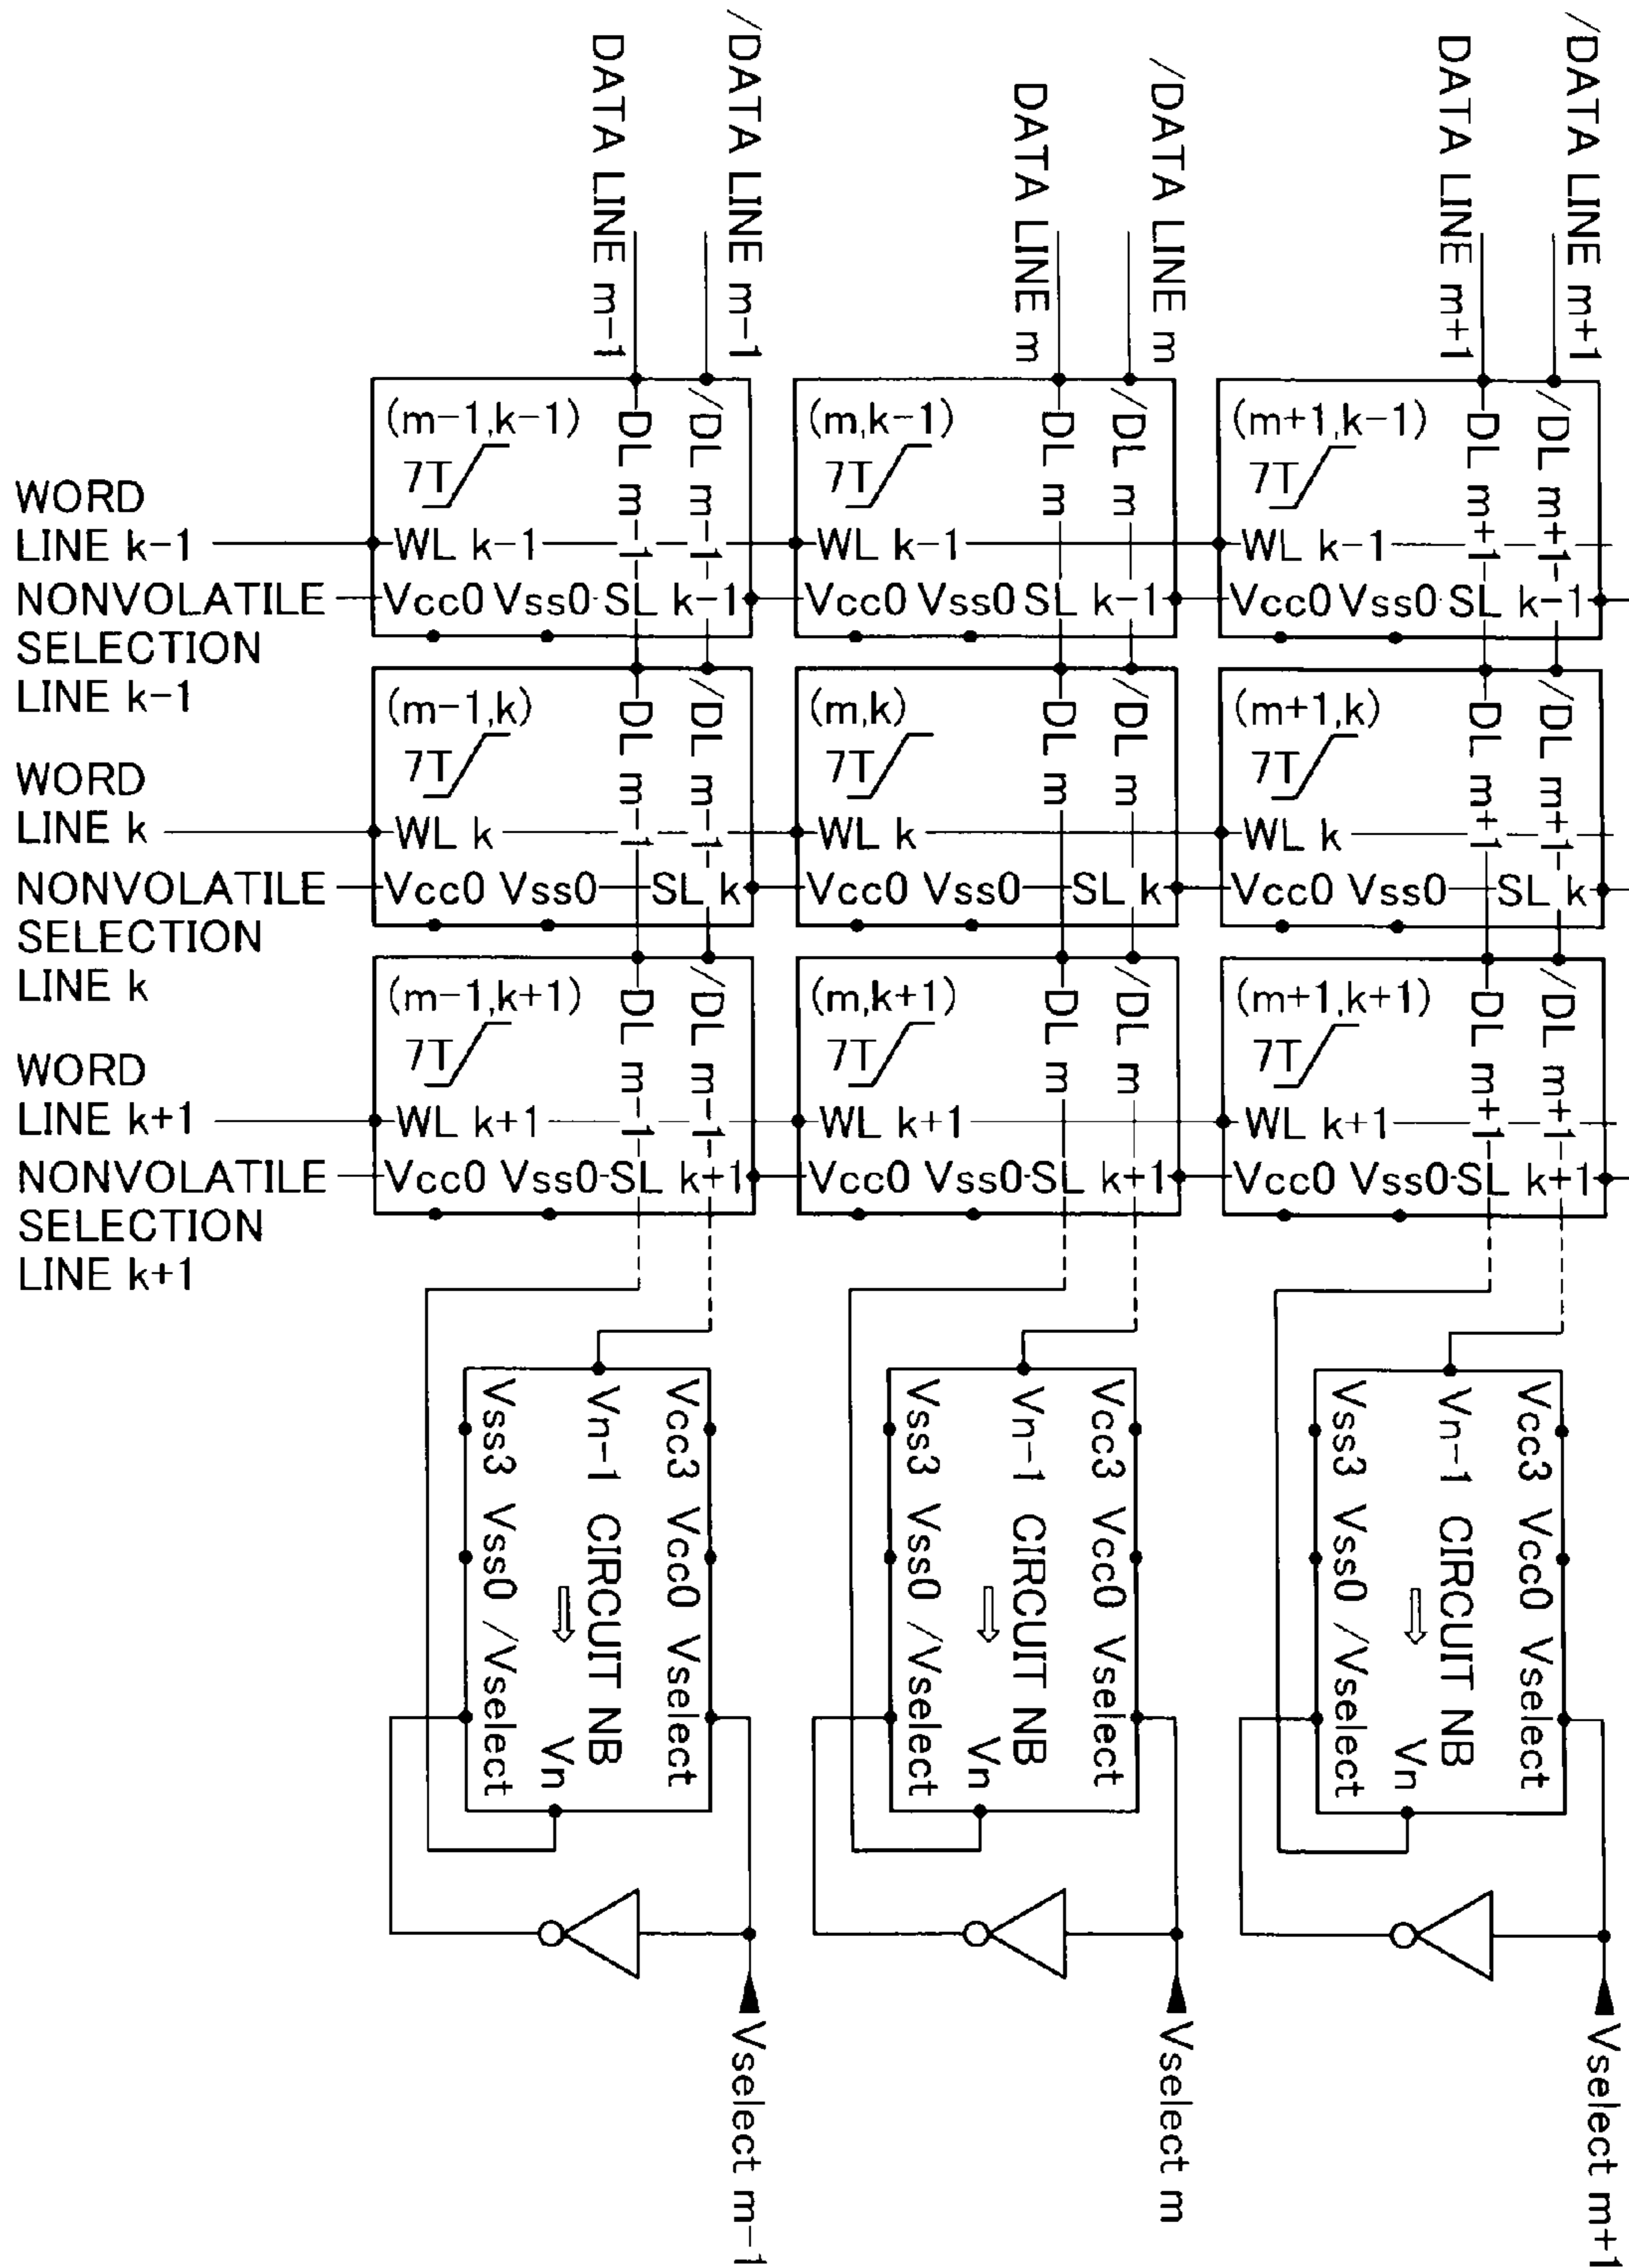 DATA LINE m-1
/DATA LINE m-1
DATA LINE m
/DATA LINE m
DATA LINE m+1
/DATA LINE m+1
WORD
LINE k-1
NONVOLATILE
SELECTION
LINE k-1
(m-1,k-1)
7T
DL m-1
/DL m-1
WL k-1
Vcc0 Vss0 SL k-1
(m,k-1)
7T
DL m
/DL m
WL k-1
Vcc0 Vss0 SL k-1
(m+1,k-1)
7T
DL m+1
/DL m+1
WL k-1
Vcc0 Vss0 SL k-1
WORD
LINE k
NONVOLATILE
SELECTION
LINE k
(m-1,k)
7T
DL m-1
/DL m-1
WL k
Vcc0 Vss0 SL k
(m,k)
7T
DL m
/DL m
WL k
Vcc0 Vss0 SL k
(m+1,k)
7T
DL m+1
/DL m+1
WL k
Vcc0 Vss0 SL k
WORD
LINE k+1
NONVOLATILE
SELECTION
LINE k+1
(m-1,k+1)
7T
DL m-1
/DL m-1
WL k+1
Vcc0 Vss0 SL k+1
(m,k+1)
7T
DL m
/DL m
WL k+1
Vcc0 Vss0 SL k+1
(m+1,k+1)
7T
DL m+1
/DL m+1
WL k+1
Vcc0 Vss0 SL k+1
Vcc3 Vcc0 Vselect
Vn-1 CIRCUIT NB
⇒ Vn
Vss3 Vss0 /Vselect
Vcc3 Vcc0 Vselect
Vn-1 CIRCUIT NB
⇒ Vn
Vss3 Vss0 /Vselect
Vcc3 Vcc0 Vselect
Vn-1 CIRCUIT NB
⇒ Vn
Vss3 Vss0 /Vselect
Vselect m-1
Vselect m
Vselect m+1